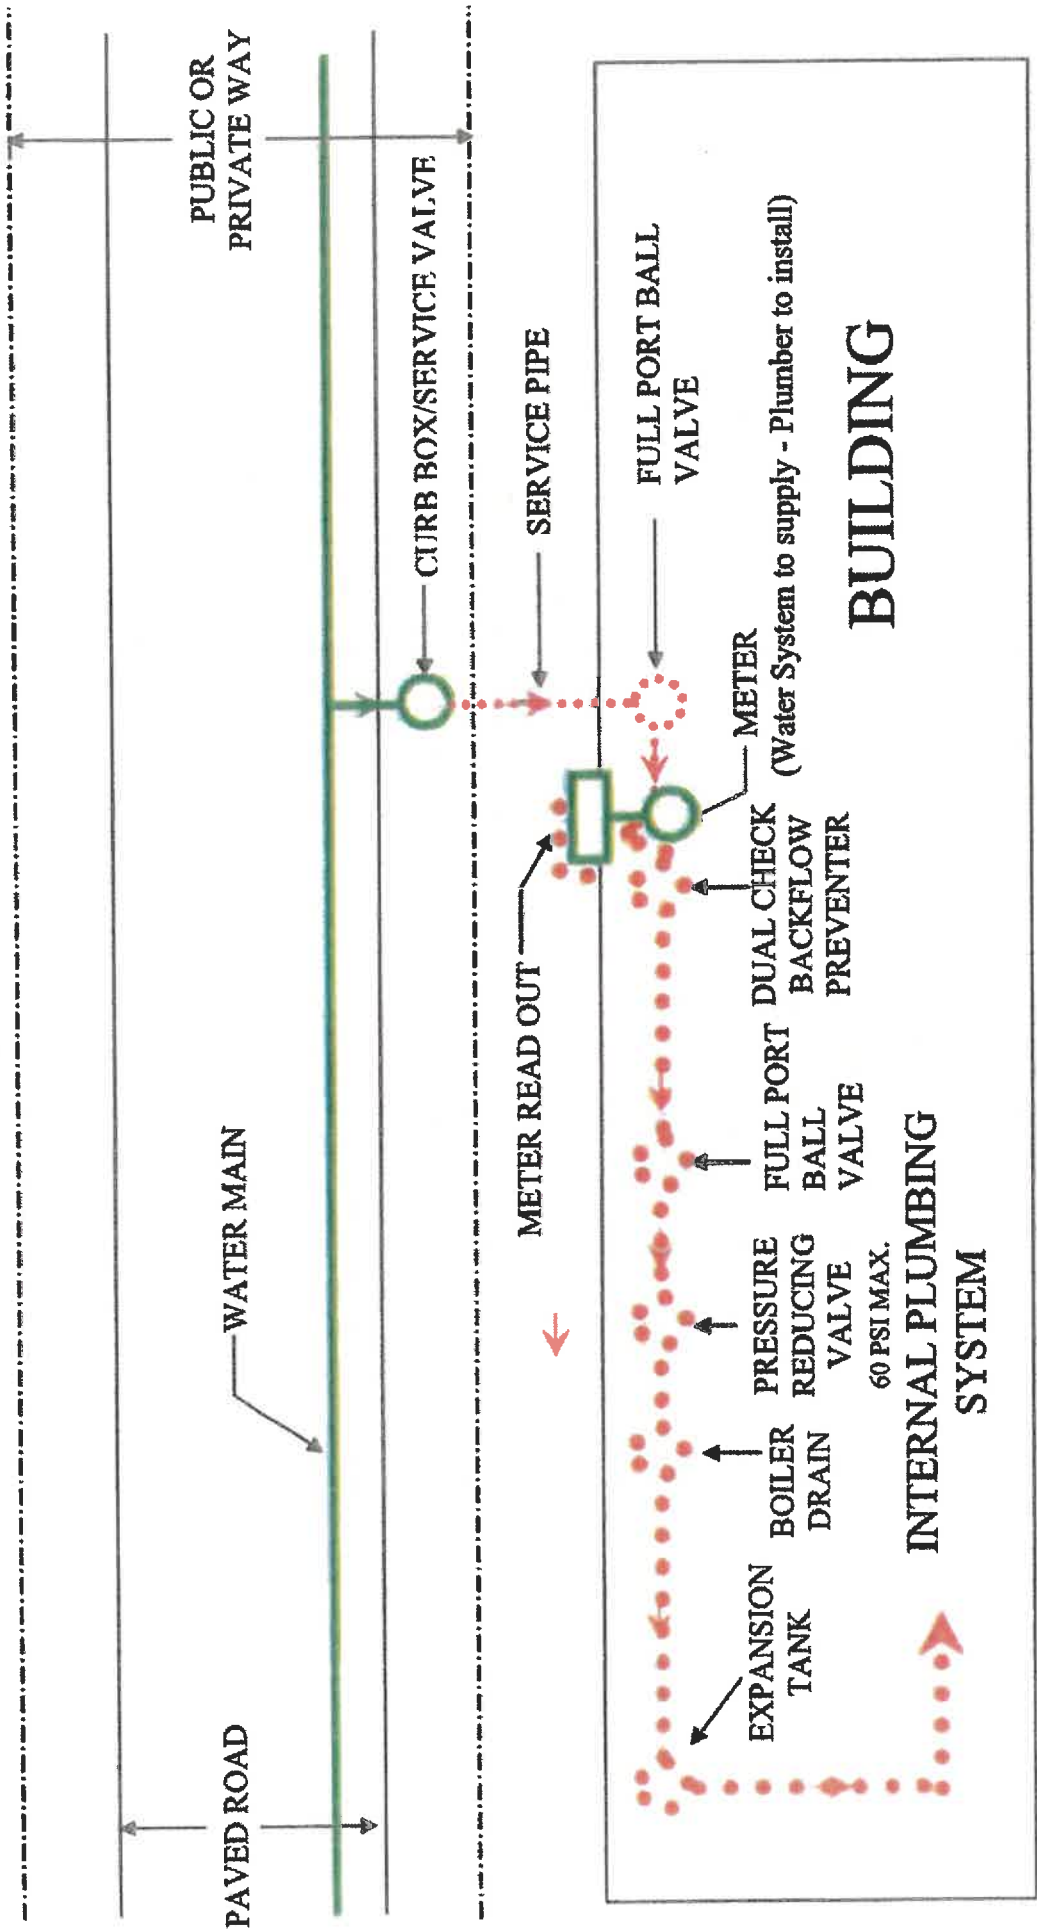 PAVED ROAD
WATER MAIN
PUBLIC OR
PRIVATE WAY
CURB BOX/SERVICE VALVE
METER READ OUT
SERVICE PIPE
FULL PORT BALL
VALVE
EXPANSION
TANK
BOILER
DRAIN
PRESSURE
REDUCING
VALVE
60 PSI MAX.
FULL PORT
BALL
VALVE
DUAL CHECK
BACKFLOW
PREVENTER
METER
(Water System to supply - Plumber to install)
INTERNAL PLUMBING
SYSTEM
BUILDING